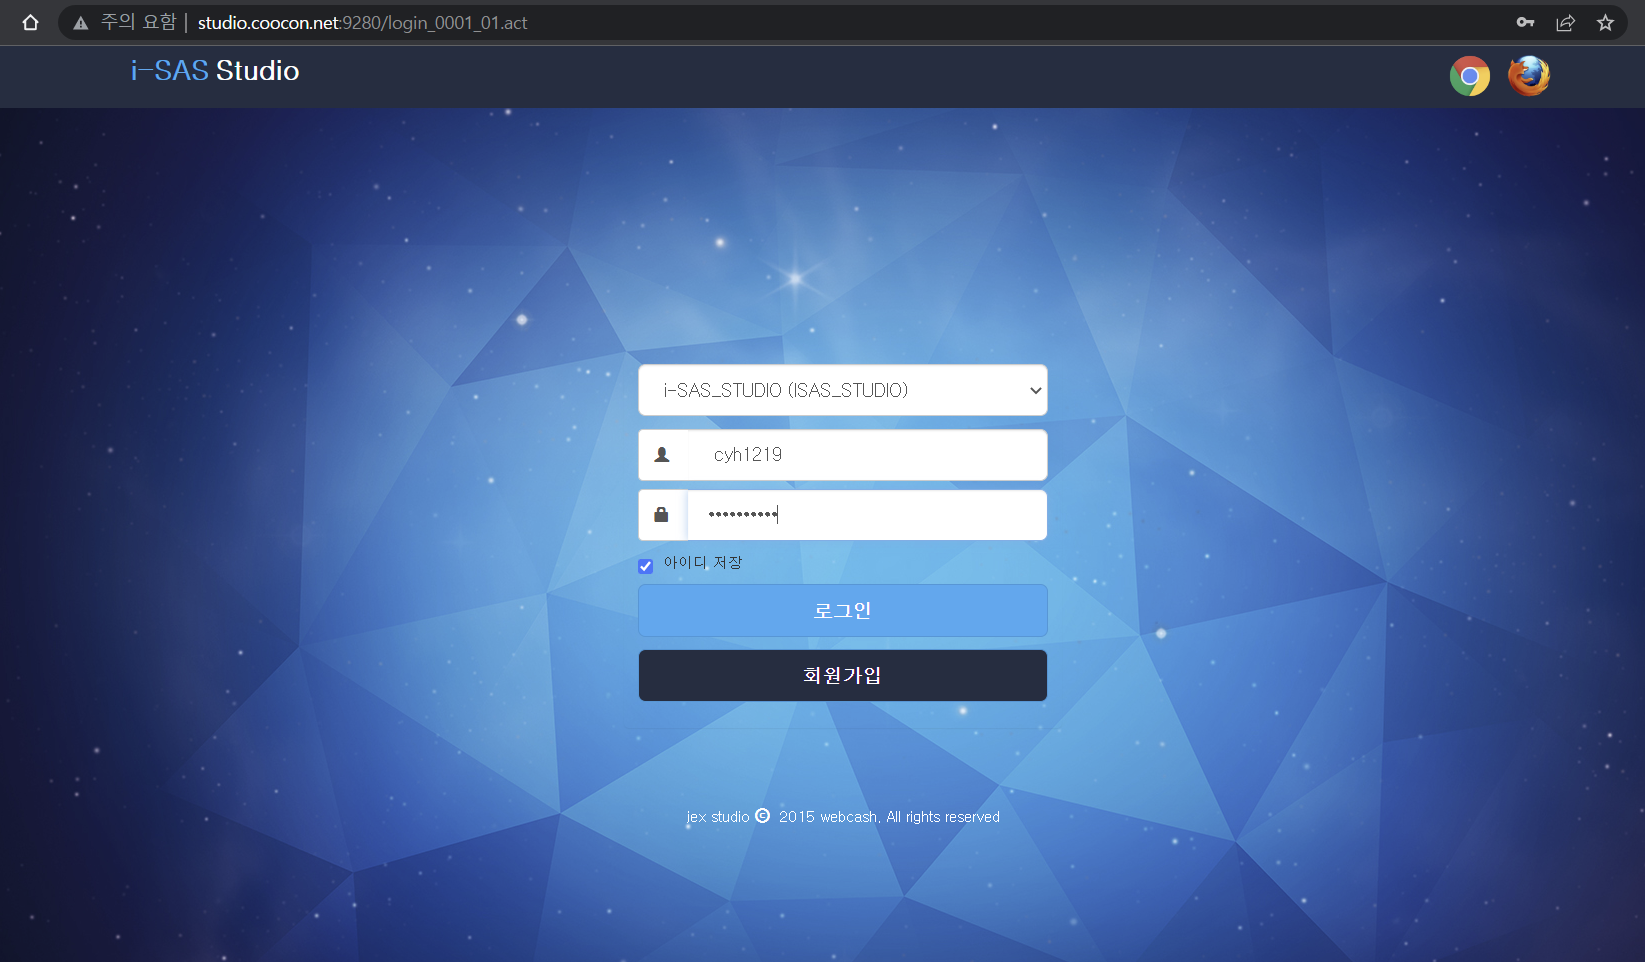 주의 요함 | studio.coocon.net:9280/login_0001_01.act
i-SAS Studio
i-SAS_STUDIO (ISAS_STUDIO)
cyh1219
••••••••••
아이디 저장
로그인
회원가입
jex studio © 2015 webcash, All rights reserved